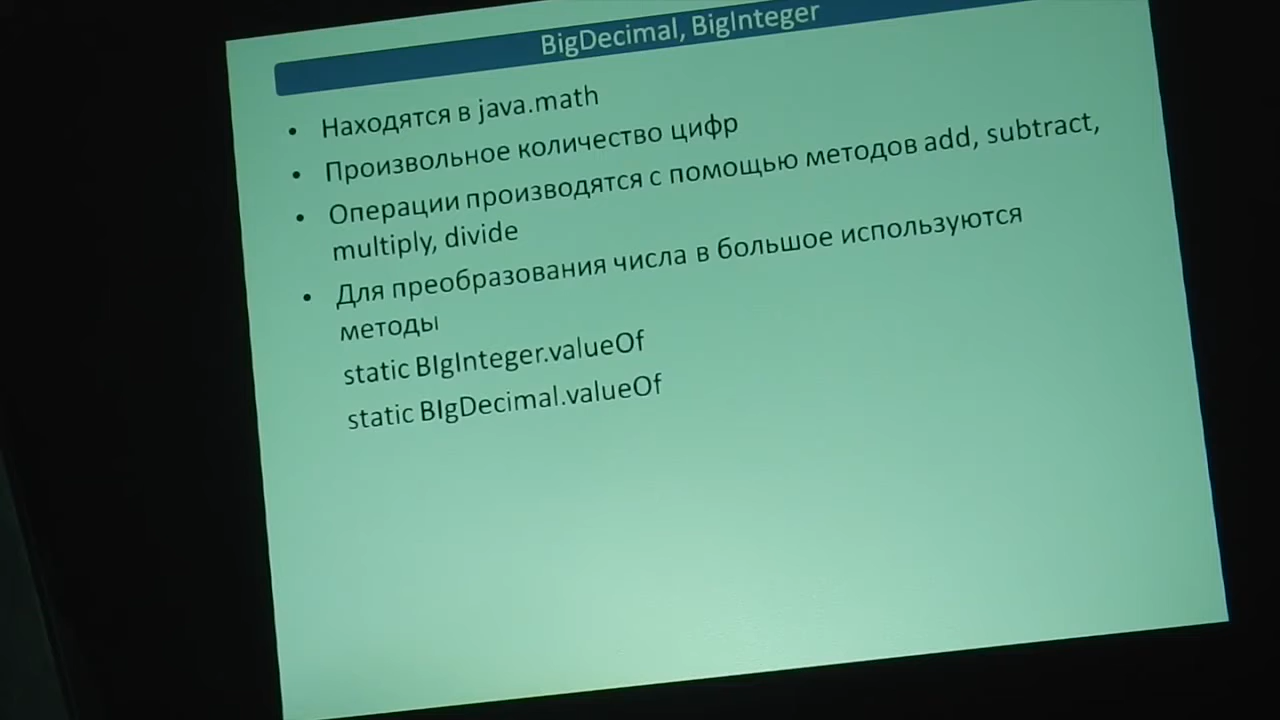 BigDecimal, BigInteger
• Находятся в java.math
• Произвольное количество цифр
• Операции производятся с помощью методов add, subtract,
multiply, divide
• Для преобразования числа в большое используются
методы
static BIgInteger.valueOf
static BIgDecimal.valueOf